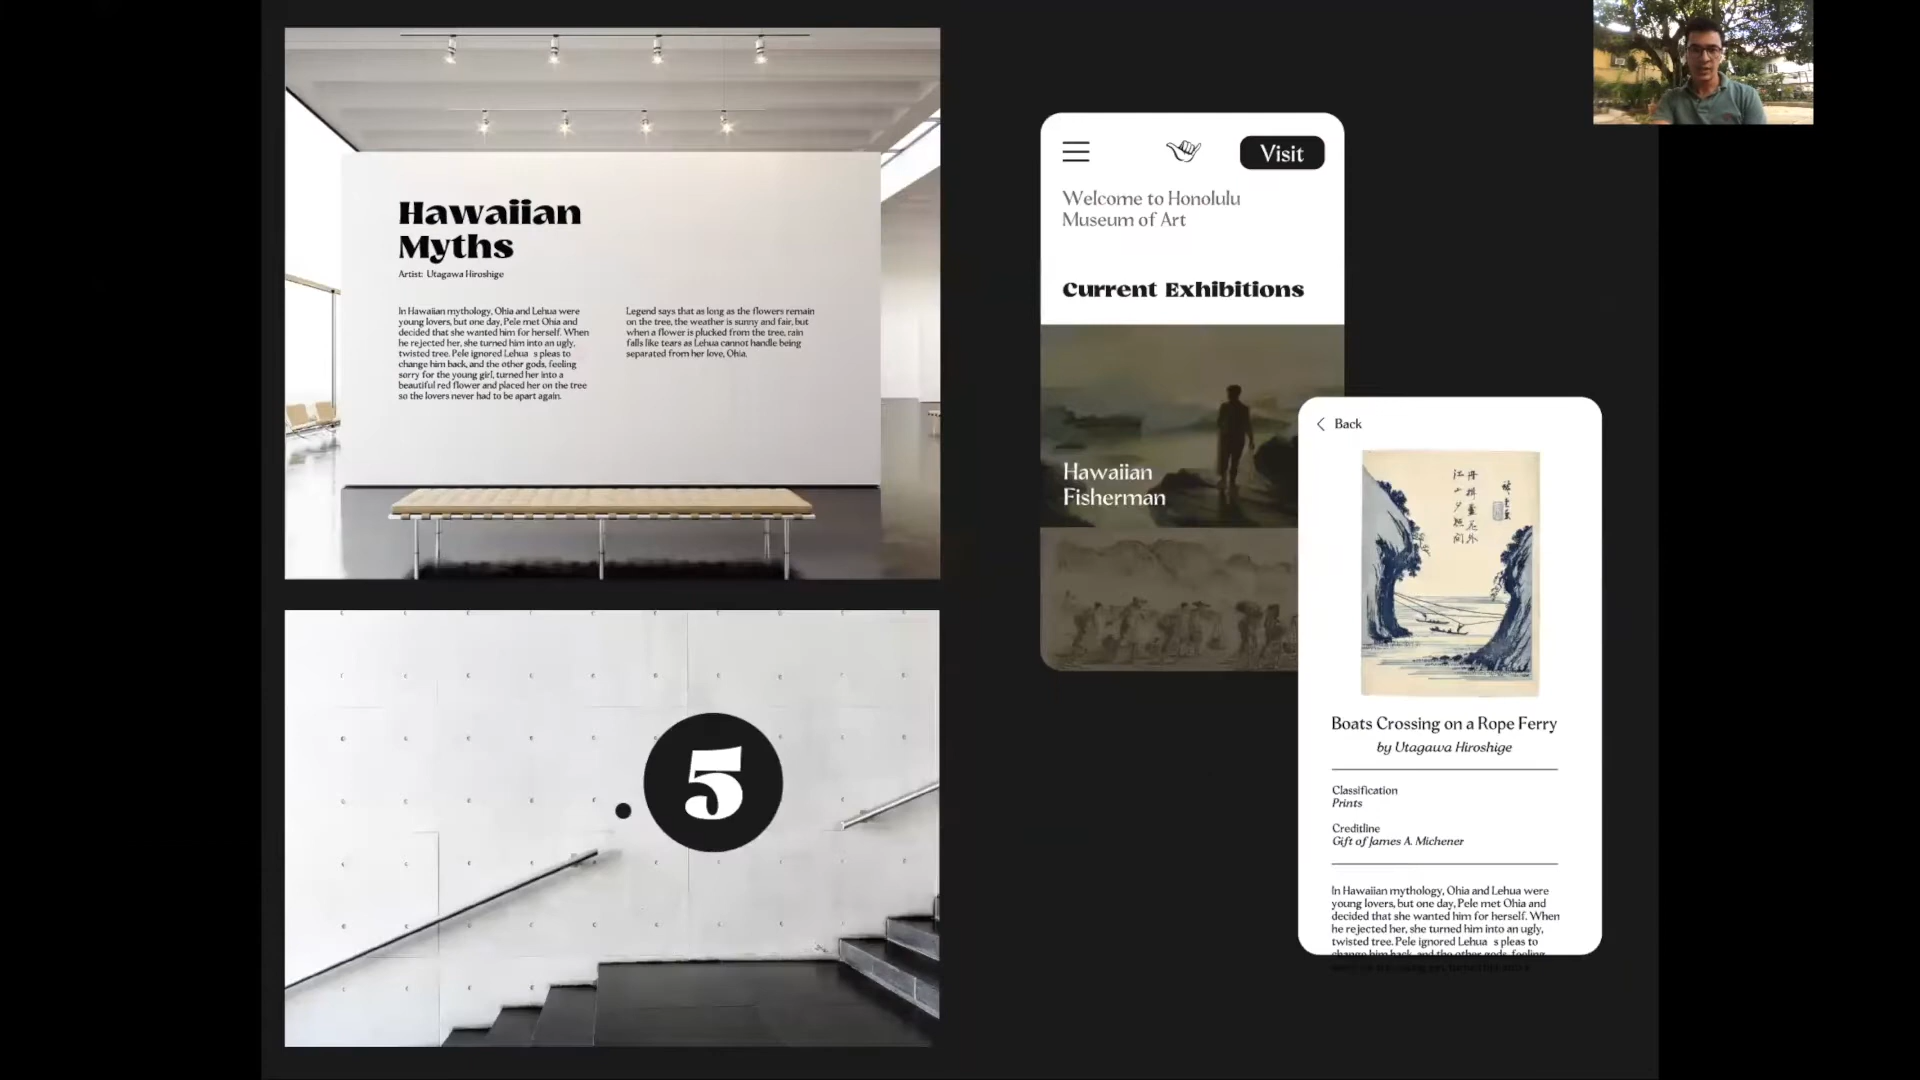 Hawaiian
Myths
Artist: Utagawa Hiroshige
In Hawaiian mythology, Ohia and Lehua were
young lovers, but one day, Pele met Ohia and
decided that she wanted him for herself. When
he rejected her, she turned him into an ugly,
twisted tree. Pele ignored Lehua s pleas to
change him back, and the other gods, feeling
sorry for the young girl, turned her into a
beautiful red flower and placed her on the tree
so the lovers never had to be apart again.
Legend says that as long as the flowers remain
on the tree, the weather is sunny and fair, but
when a flower is plucked from the tree, rain
falls like tears as Lehua cannot handle being
separated from her love, Ohia.
5
Visit
Welcome to Honolulu
Museum of Art
Current Exhibitions
Hawaiian
Fisherman
Back
Boats Crossing on a Rope Ferry
by Utagawa Hiroshige
Classification
Prints
Creditline
Gift of James A. Michener
In Hawaiian mythology, Ohia and Lehua were
young lovers, but one day, Pele met Ohia and
decided that she wanted him for herself. When
he rejected her, she turned him into an ugly,
twisted tree. Pele ignored Lehua s pleas to
change him back, and the other gods, feeling